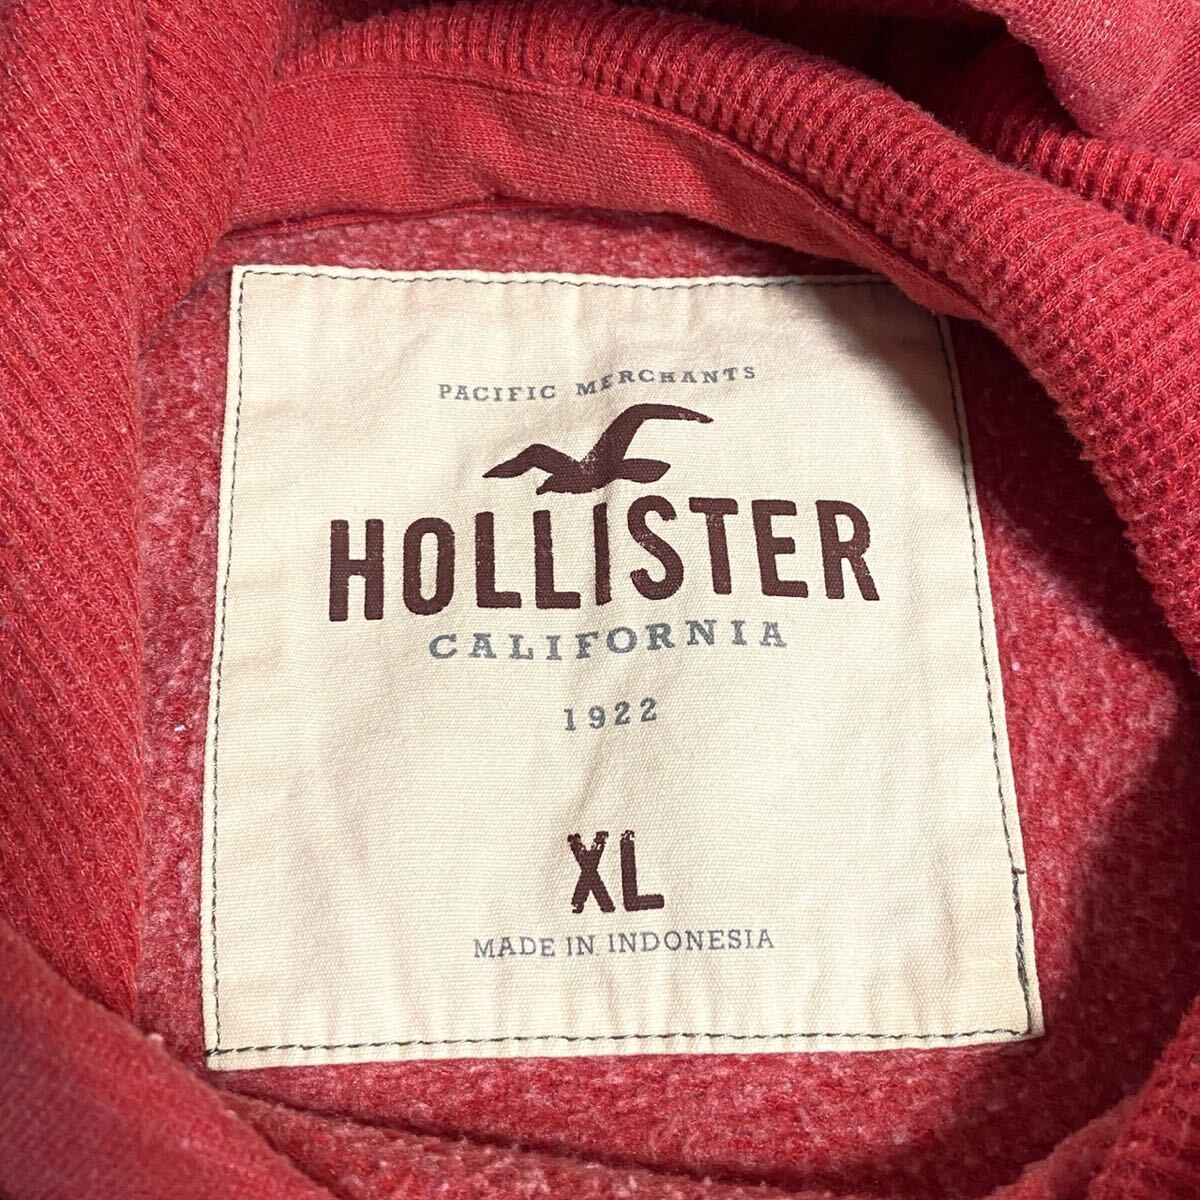 PACIFIC MERCHANTS
HOLLISTER
CALIFORNIA
1922
XL
MADE IN INDONESIA